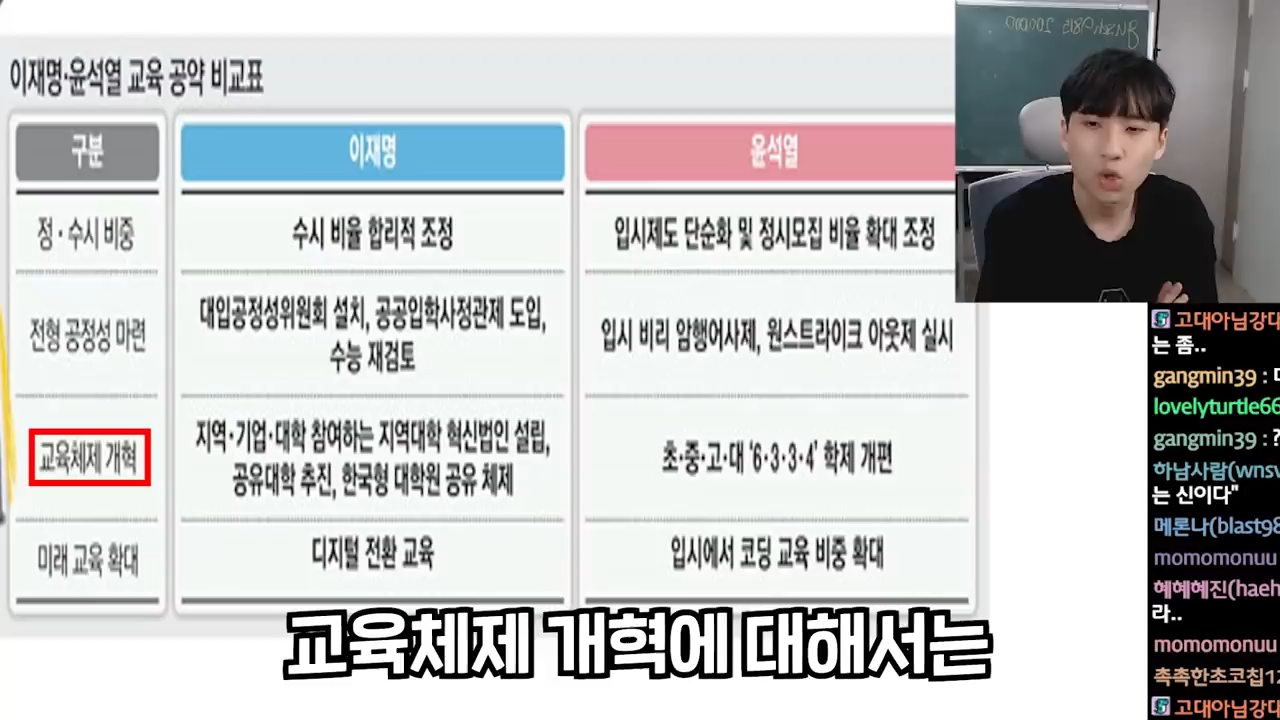 이재명·윤석열 교육 공약 비교표
구분
이재명
윤석열
정·수시 비중
수시 비율 합리적 조정
입시제도 단순화 및 정시모집 비율 확대 조정
전형 공정성 마련
대입공정성위원회 설치, 공공입학사정관제 도입,
수능 재검토
입시 비리 암행어사제, 원스트라이크 아웃제 실시
교육체제 개혁
지역·기업·대학 참여하는 지역대학 혁신법인 설립,
공유대학 추진, 한국형 대학원 공유 체제
초·중·고·대 '6·3·3·4' 학제 개편
미래 교육 확대
디지털 전환 교육
입시에서 코딩 교육 비중 확대
교육체제 개혁에 대해서는
고대아님강대
는 좀..
gangmin39 :
lovelyturtle66
gangmin39 : ?
하남사람(wnsv
는 신이다"
메론나(blast98
momomonuu
혜혜혜진(haeh
라..
momomonuu
촉촉한초코칩12
고대아님강대